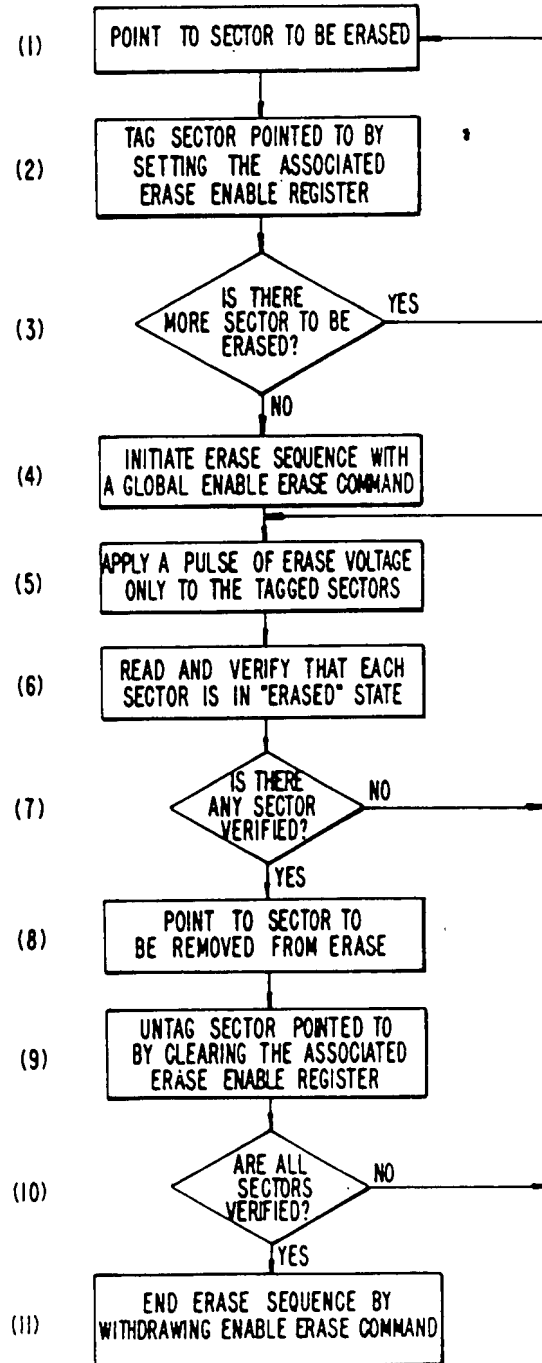 (1)
POINT TO SECTOR TO BE ERASED
(2)
TAG SECTOR POINTED TO BY
SETTING THE ASSOCIATED
ERASE ENABLE REGISTER
(3)
IS THERE
MORE SECTOR TO BE
ERASED?
YES
NO
(4)
INITIATE ERASE SEQUENCE WITH
A GLOBAL ENABLE ERASE COMMAND
(5)
APPLY A PULSE OF ERASE VOLTAGE
ONLY TO THE TAGGED SECTORS
(6)
READ AND VERIFY THAT EACH
SECTOR IS IN "ERASED" STATE
(7)
IS THERE
ANY SECTOR
VERIFIED?
NO
YES
(8)
POINT TO SECTOR TO
BE REMOVED FROM ERASE
(9)
UNTAG SECTOR POINTED TO
BY CLEARING THE ASSOCIATED
ERASE ENABLE REGISTER
(10)
ARE ALL
SECTORS
VERIFIED?
NO
YES
(11)
END ERASE SEQUENCE BY
WITHDRAWING ENABLE ERASE COMMAND